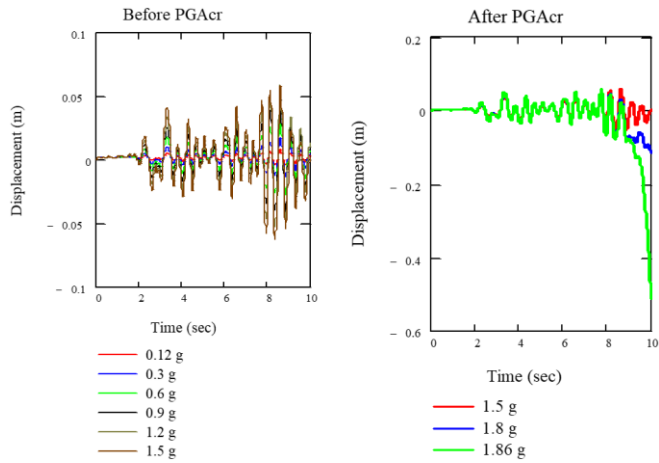 Before PGAcr
0.1
0.05
0
− 0.05
− 0.1
0 2 4 6 8 10
Displacement (m)
Time (sec)
0.12 g
0.3 g
0.6 g
0.9 g
1.2 g
1.5 g
After PGAcr
0.2
0
− 0.2
− 0.4
− 0.6
0 2 4 6 8 10
Displacement (m)
Time (sec)
1.5 g
1.8 g
1.86 g